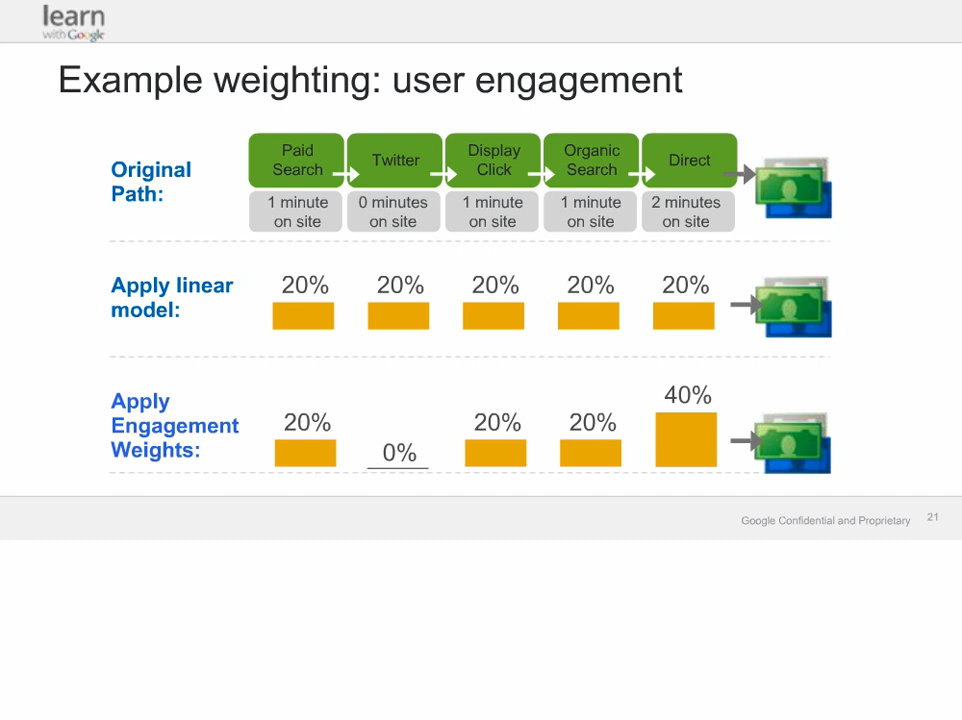 learn
with Google
Example weighting: user engagement
Original
Path:
Paid
Search
Twitter
Display
Click
Organic
Search
Direct
1 minute
on site
0 minutes
on site
1 minute
on site
1 minute
on site
2 minutes
on site
Apply linear
model:
20%
20%
20%
20%
20%
Apply
Engagement
Weights:
20%
0%
20%
20%
40%
Google Confidential and Proprietary
21